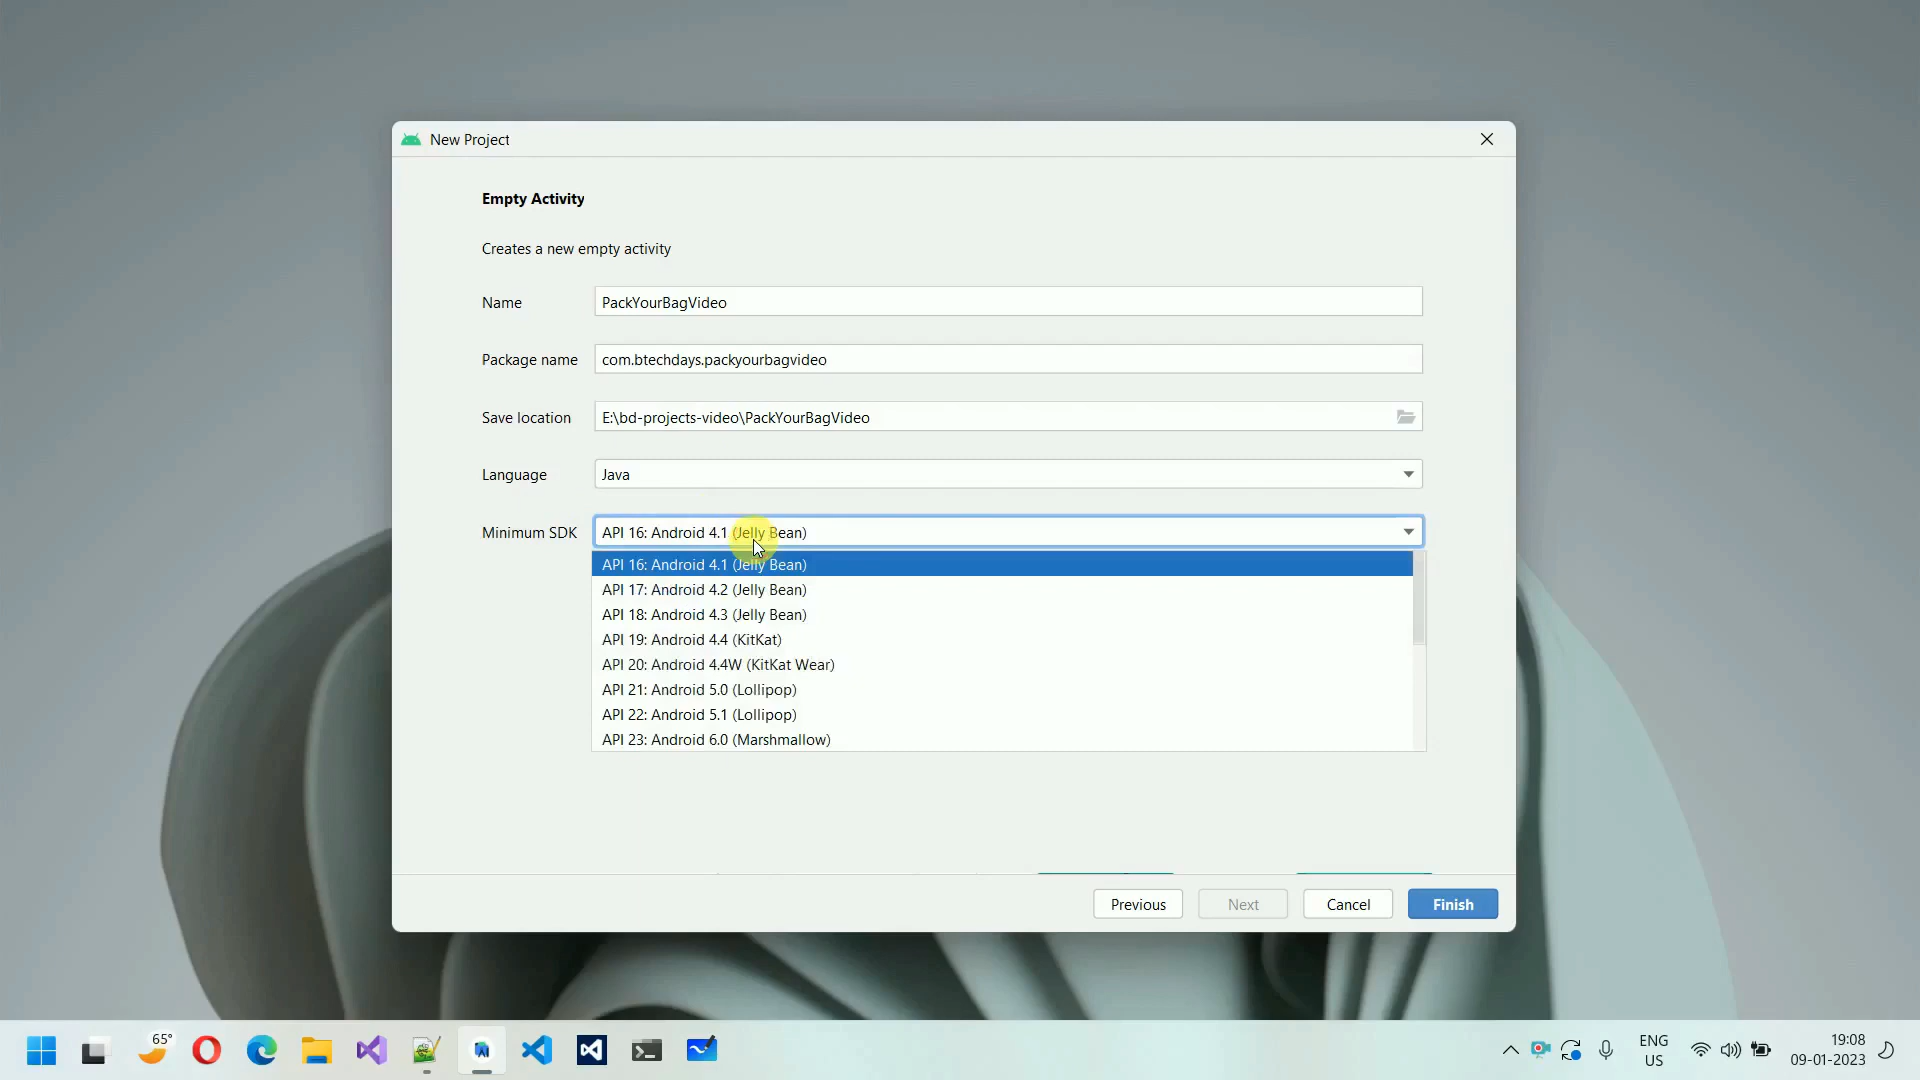 New Project
Empty Activity
Creates a new empty activity
Name PackYourBagVideo
Package name com.btechdays.packyourbagvideo
Save location E:\bd-projects-video\PackYourBagVideo
Language Java
Minimum SDK API 16: Android 4.1 (Jelly Bean)
API 16: Android 4.1 (Jelly Bean)
API 17: Android 4.2 (Jelly Bean)
API 18: Android 4.3 (Jelly Bean)
API 19: Android 4.4 (KitKat)
API 20: Android 4.4W (KitKat Wear)
API 21: Android 5.0 (Lollipop)
API 22: Android 5.1 (Lollipop)
API 23: Android 6.0 (Marshmallow)
Previous Next Cancel Finish
65°
ENG
US
19:08
09-01-2023